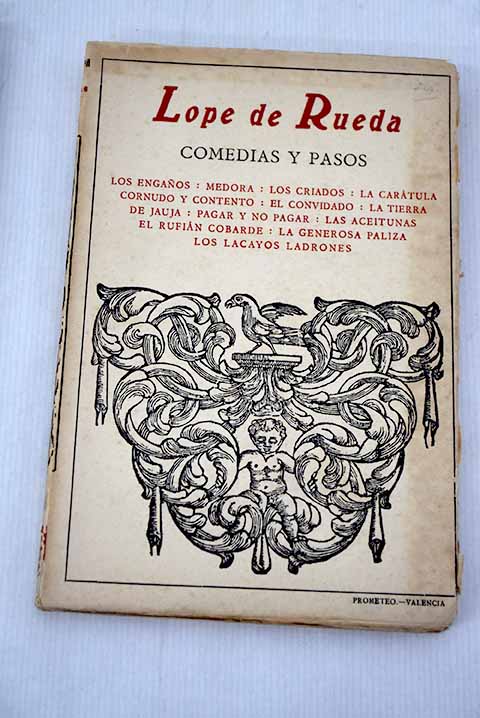 Lope de Rueda
COMEDIAS Y PASOS
LOS ENGAÑOS : MEDORA : LOS CRIADOS : LA CARÁTULA
CORNUDO Y CONTENTO : EL CONVIDADO : LA TIERRA
DE JAUJA : PAGAR Y NO PAGAR : LAS ACEITUNAS
EL RUFIÁN COBARDE : LA GENEROSA PALIZA
LOS LACAYOS LADRONES
PROMETEO.—VALENCIA